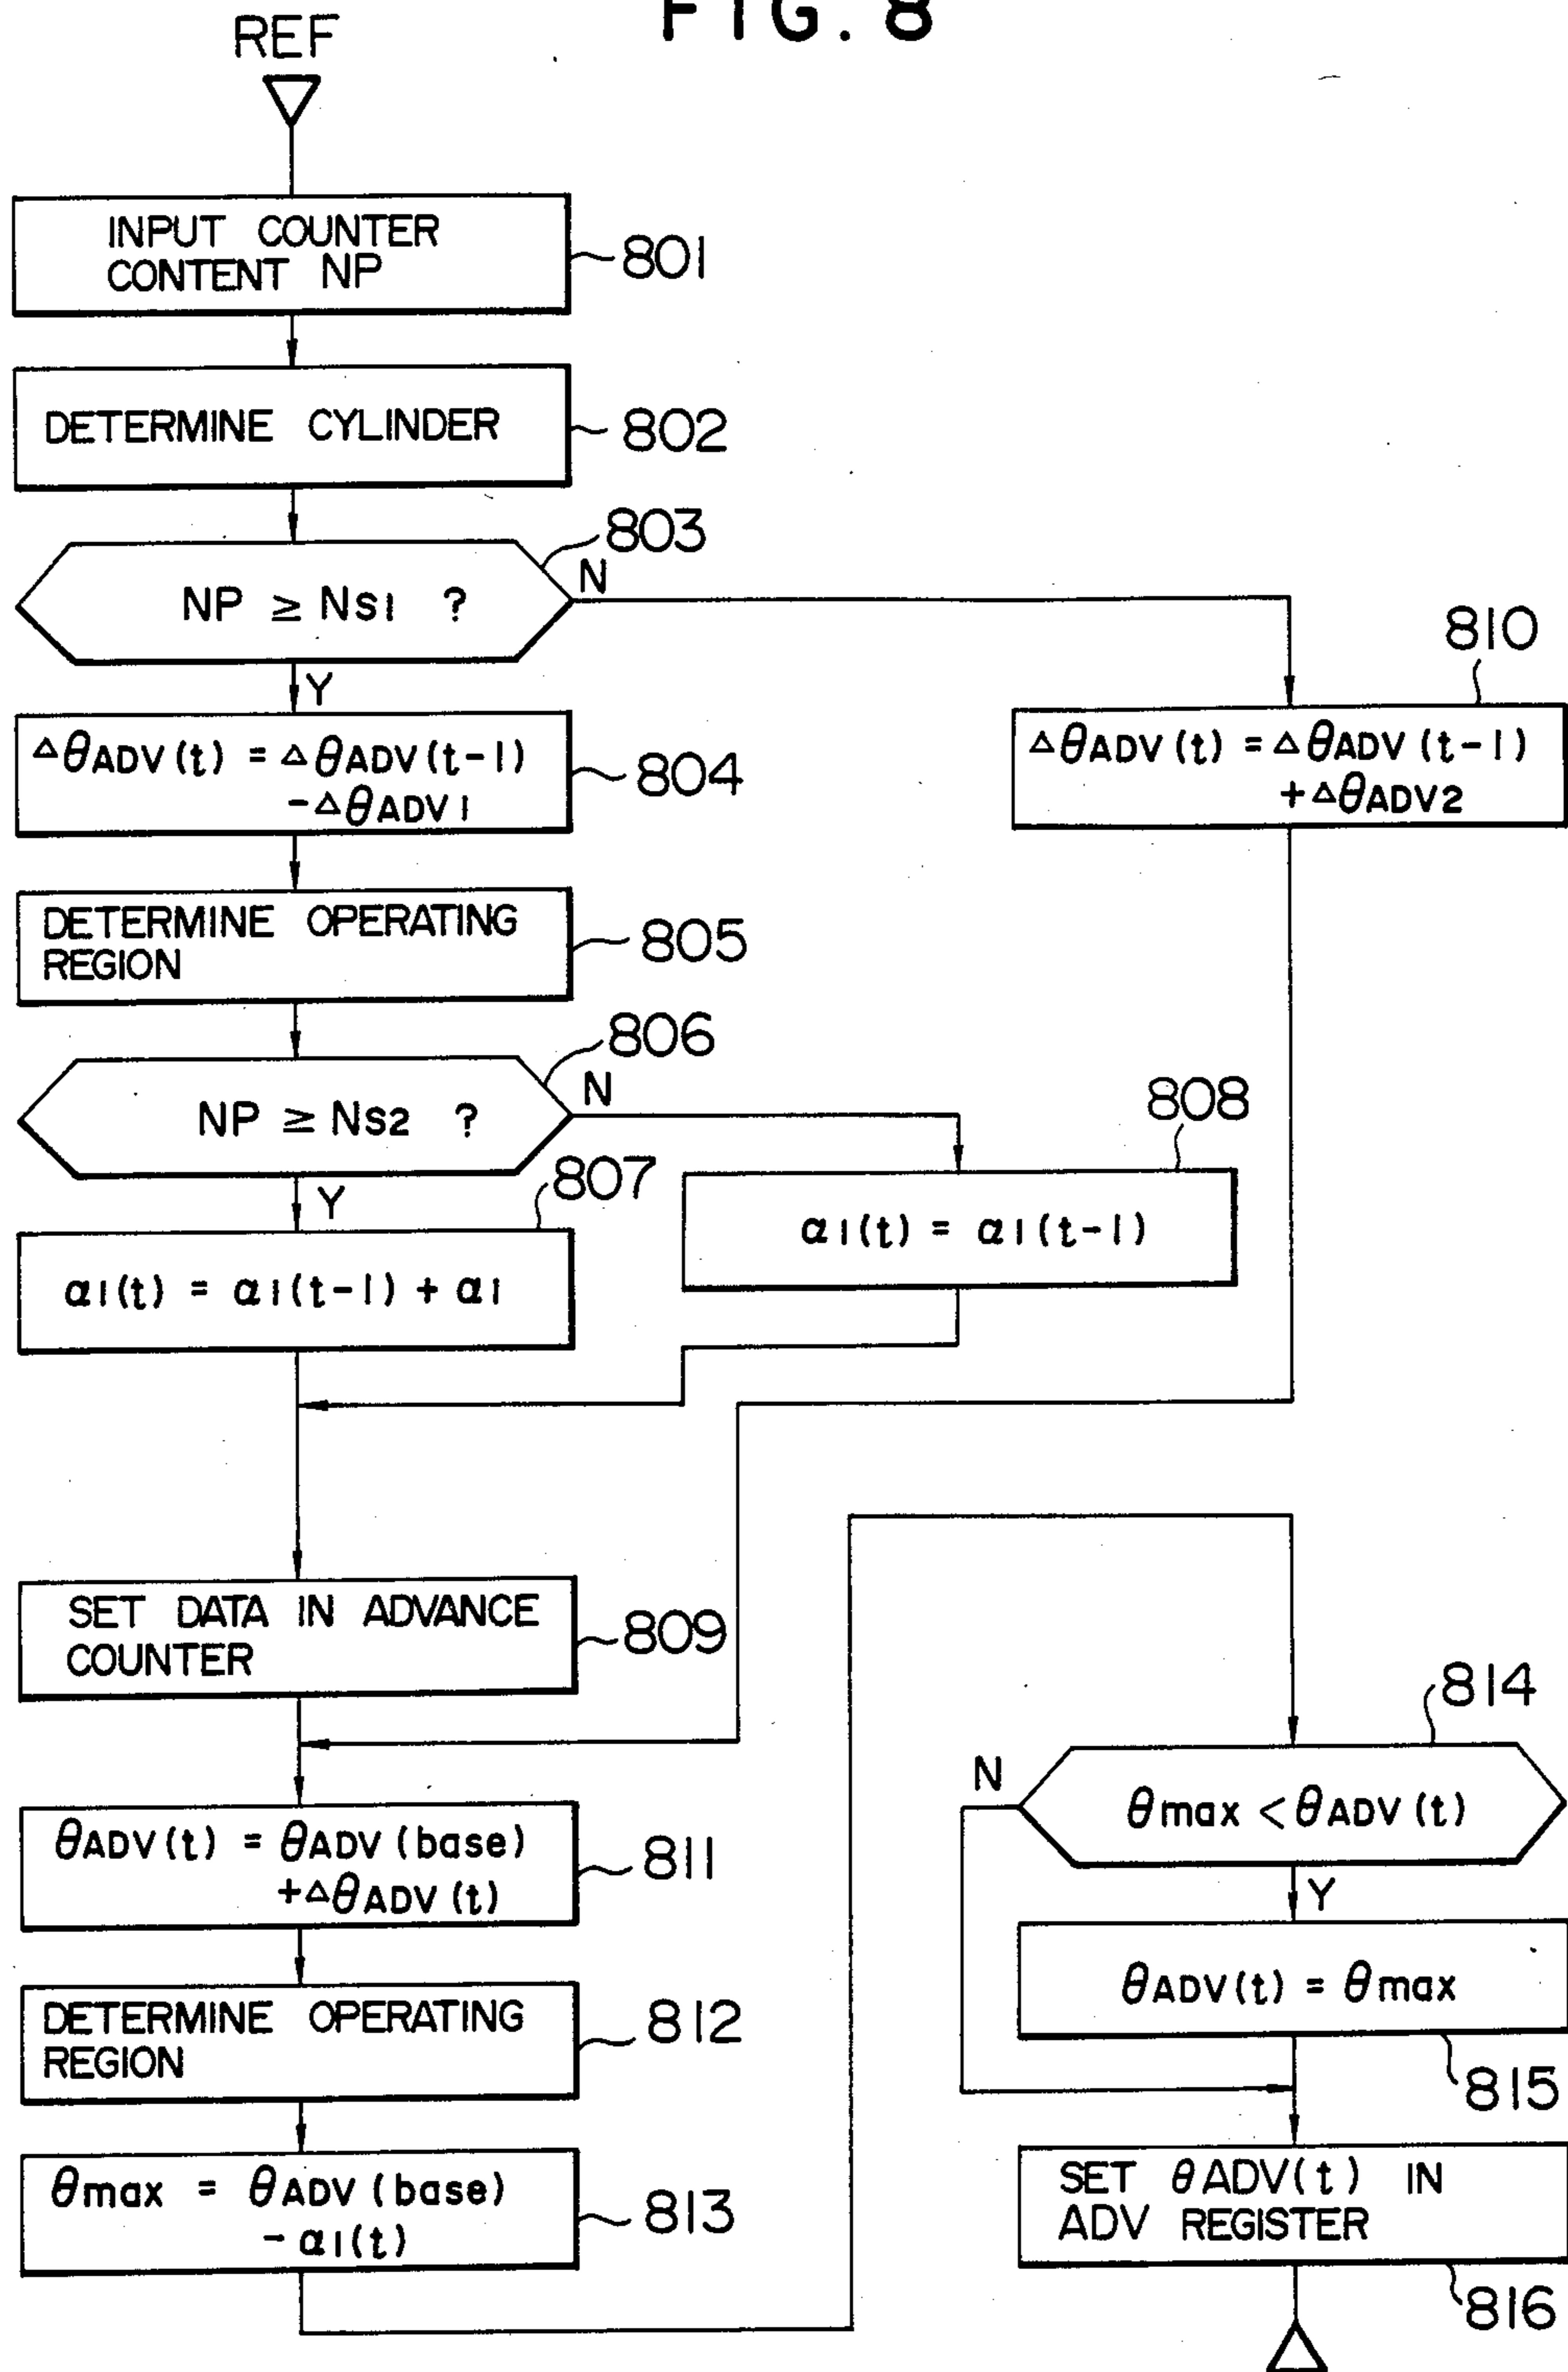 FIG. 8
REF
INPUT COUNTER
CONTENT NP
801
DETERMINE CYLINDER
802
803
NP ≥ NS1 ?
N
Y
810
ΔθADV(t) = ΔθADV(t-1)
-ΔθADV1
804
ΔθADV(t) = ΔθADV(t-1)
+ΔθADV2
DETERMINE OPERATING
REGION
805
806
NP ≥ NS2 ?
N
Y
807
808
α1(t) = α1(t-1) + α1
α1(t) = α1(t-1)
SET DATA IN ADVANCE
COUNTER
809
θADV(t) = θADV(base)
+ΔθADV(t)
811
DETERMINE OPERATING
REGION
812
θmax = θADV(base)
- α1(t)
813
814
N
θmax < θADV(t)
Y
θADV(t) = θmax
815
SET θADV(t) IN
ADV REGISTER
816